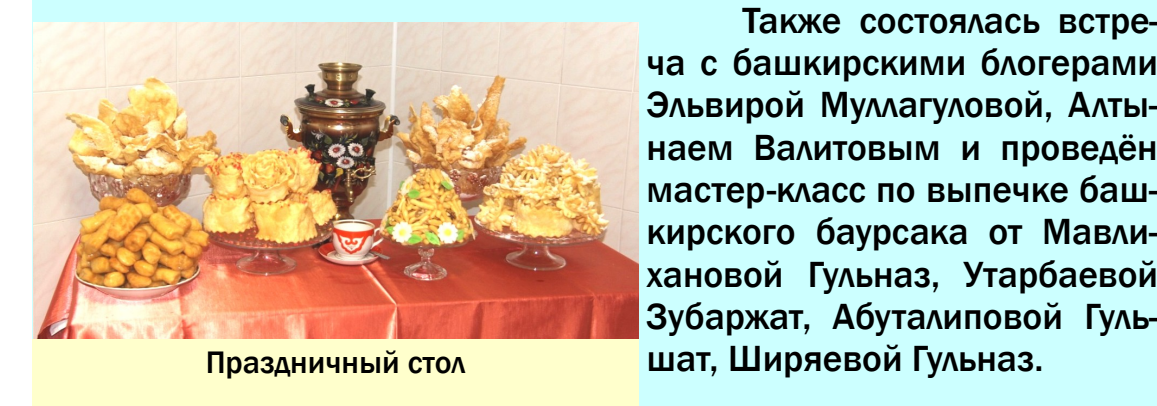 Также состоялась встре-
ча с башкирскими блогерами
Эльвирой Муллагуловой, Алты-
наем Валитовым и проведён
мастер-класс по выпечке баш-
кирского баурсака от Мавли-
хановой Гульназ, Утарбаевой
Зубаржат, Абуталиповой Гуль-
шат, Ширяевой Гульназ.
Праздничный стол